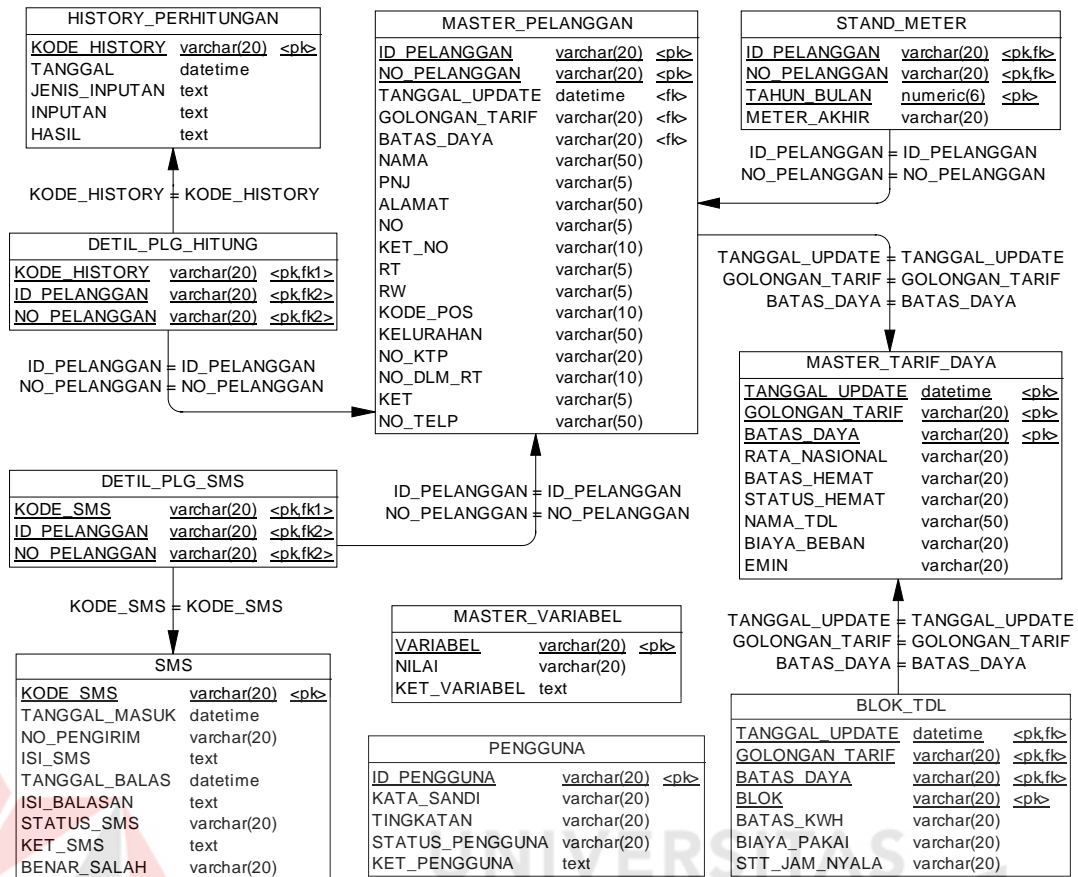 HISTORY_PERHITUNGAN
KODE_HISTORY varchar(20) <pk>
TANGGAL datetime
JENIS_INPUTAN text
INPUTAN text
HASIL text
KODE_HISTORY = KODE_HISTORY
DETIL_PLG_HITUNG
KODE_HISTORY varchar(20) <pk,fk1>
ID_PELANGGAN varchar(20) <pk,fk2>
NO_PELANGGAN varchar(20) <pk,fk2>
ID_PELANGGAN = ID_PELANGGAN
NO_PELANGGAN = NO_PELANGGAN
DETIL_PLG_SMS
KODE_SMS varchar(20) <pk,fk1>
ID_PELANGGAN varchar(20) <pk,fk2>
NO_PELANGGAN varchar(20) <pk,fk2>
KODE_SMS = KODE_SMS
SMS
KODE_SMS varchar(20) <pk>
TANGGAL_MASUK datetime
NO_PENGIRIM varchar(20)
ISI_SMS text
TANGGAL_BALAS datetime
ISI_BALASAN text
STATUS_SMS varchar(20)
KET_SMS text
BENAR_SALAH varchar(20)
MASTER_PELANGGAN
ID_PELANGGAN varchar(20) <pk>
NO_PELANGGAN varchar(20) <pk>
TANGGAL_UPDATE datetime <fk>
GOLONGAN_TARIF varchar(20) <fk>
BATAS_DAYA varchar(20) <fk>
NAMA varchar(50)
PNJ varchar(5)
ALAMAT varchar(50)
NO varchar(5)
KET_NO varchar(10)
RT varchar(5)
RW varchar(5)
KODE_POS varchar(10)
KELURAHAN varchar(50)
NO_KTP varchar(20)
NO_DLM_RT varchar(10)
KET varchar(5)
NO_TELP varchar(50)
ID_PELANGGAN = ID_PELANGGAN
NO_PELANGGAN = NO_PELANGGAN
MASTER_VARIABEL
VARIABEL varchar(20) <pk>
NILAI varchar(20)
KET_VARIABEL text
PENGGUNA
ID_PENGGUNA varchar(20) <pk>
KATA_SANDI varchar(20)
TINGKATAN varchar(20)
STATUS_PENGGUNA varchar(20)
KET_PENGGUNA text
STAND_METER
ID_PELANGGAN varchar(20) <pk,fk>
NO_PELANGGAN varchar(20) <pk,fk>
TAHUN_BULAN numeric(6) <pk>
METER_AKHIR varchar(20)
ID_PELANGGAN = ID_PELANGGAN
NO_PELANGGAN = NO_PELANGGAN
TANGGAL_UPDATE = TANGGAL_UPDATE
GOLONGAN_TARIF = GOLONGAN_TARIF
BATAS_DAYA = BATAS_DAYA
MASTER_TARIF_DAYA
TANGGAL_UPDATE datetime <pk>
GOLONGAN_TARIF varchar(20) <pk>
BATAS_DAYA varchar(20) <pk>
RATA_NASIONAL varchar(20)
BATAS_HEMAT varchar(20)
STATUS_HEMAT varchar(20)
NAMA_TDL varchar(50)
BIAYA_BEBAN varchar(20)
EMIN varchar(20)
TANGGAL_UPDATE = TANGGAL_UPDATE
GOLONGAN_TARIF = GOLONGAN_TARIF
BATAS_DAYA = BATAS_DAYA
BLOK_TDL
TANGGAL_UPDATE datetime <pk,fk>
GOLONGAN_TARIF varchar(20) <pk,fk>
BATAS_DAYA varchar(20) <pk,fk>
BLOK varchar(20) <pk>
BATAS_KWH varchar(20)
BIAYA_PAKAI varchar(20)
STT_JAM_NYALA varchar(20)
UNIVERSITAS